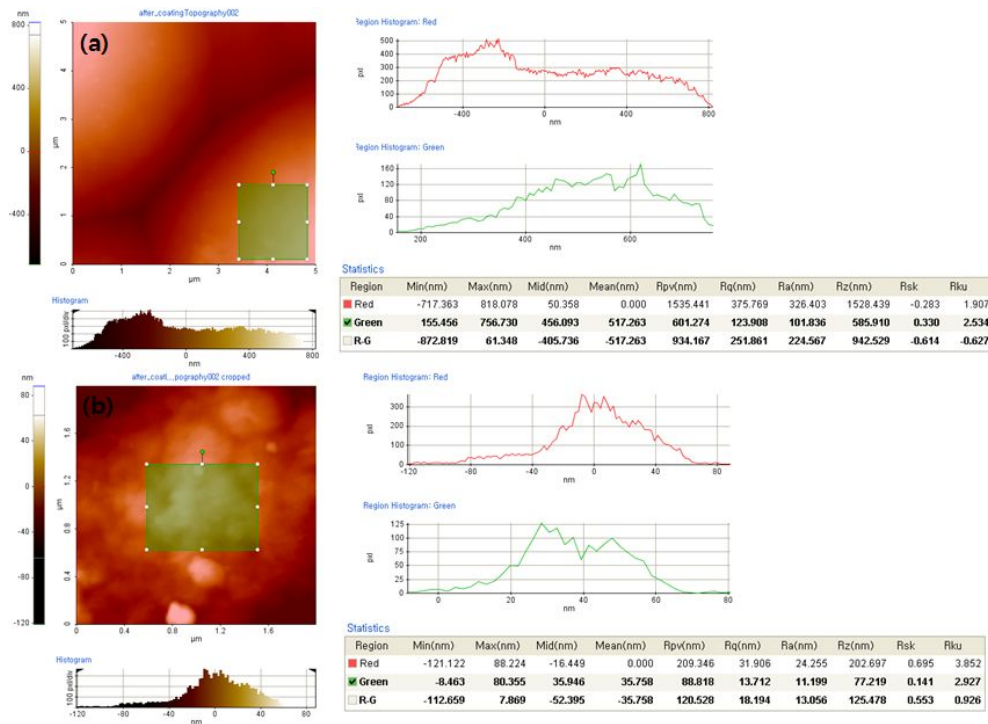 nm
after_coatingTopography002
(a)
800
400
0
-400
µm
5
4
3
2
1
0
0 1 2 3 4 5
µm
Histogram
100 pxl/div
-400 0 400 800
nm
Region Histogram: Red
pxl
500
400
300
200
100
0
-400 0 400 800
nm
Region Histogram: Green
pxl
160
120
80
40
0
200 400 600
nm
Statistics
Region Min(nm) Max(nm) Mid(nm) Mean(nm) Rpv(nm) Rq(nm) Ra(nm) Rz(nm) Rsk Rku
Red -717.363 818.078 50.358 0.000 1535.441 375.769 326.403 1528.439 -0.283 1.907
Green 155.456 756.730 456.093 517.263 601.274 123.908 101.836 585.910 0.330 2.534
R-G -872.819 61.348 -405.736 -517.263 934.167 251.861 224.567 942.529 -0.614 -0.627
nm
after_coati_..pography002 cropped
(b)
80
40
0
-40
-80
-120
µm
1.6
1.2
0.8
0.4
0
0.0 0.4 0.8 1.2 1.6
µm
Histogram
100 pxl/div
-120 -80 -40 0 40 80
nm
Region Histogram: Red
pxl
300
200
100
0
-120 -80 -40 0 40 80
nm
Region Histogram: Green
pxl
125
100
75
50
25
0
0 20 40 60 80
nm
Statistics
Region Min(nm) Max(nm) Mid(nm) Mean(nm) Rpv(nm) Rq(nm) Ra(nm) Rz(nm) Rsk Rku
Red -121.122 88.224 -16.449 0.000 209.346 31.906 24.255 202.697 0.695 3.852
Green -8.463 80.355 35.946 35.758 88.818 13.712 11.199 77.219 0.141 2.927
R-G -112.659 7.869 -52.395 -35.758 120.528 18.194 13.056 125.478 0.553 0.926